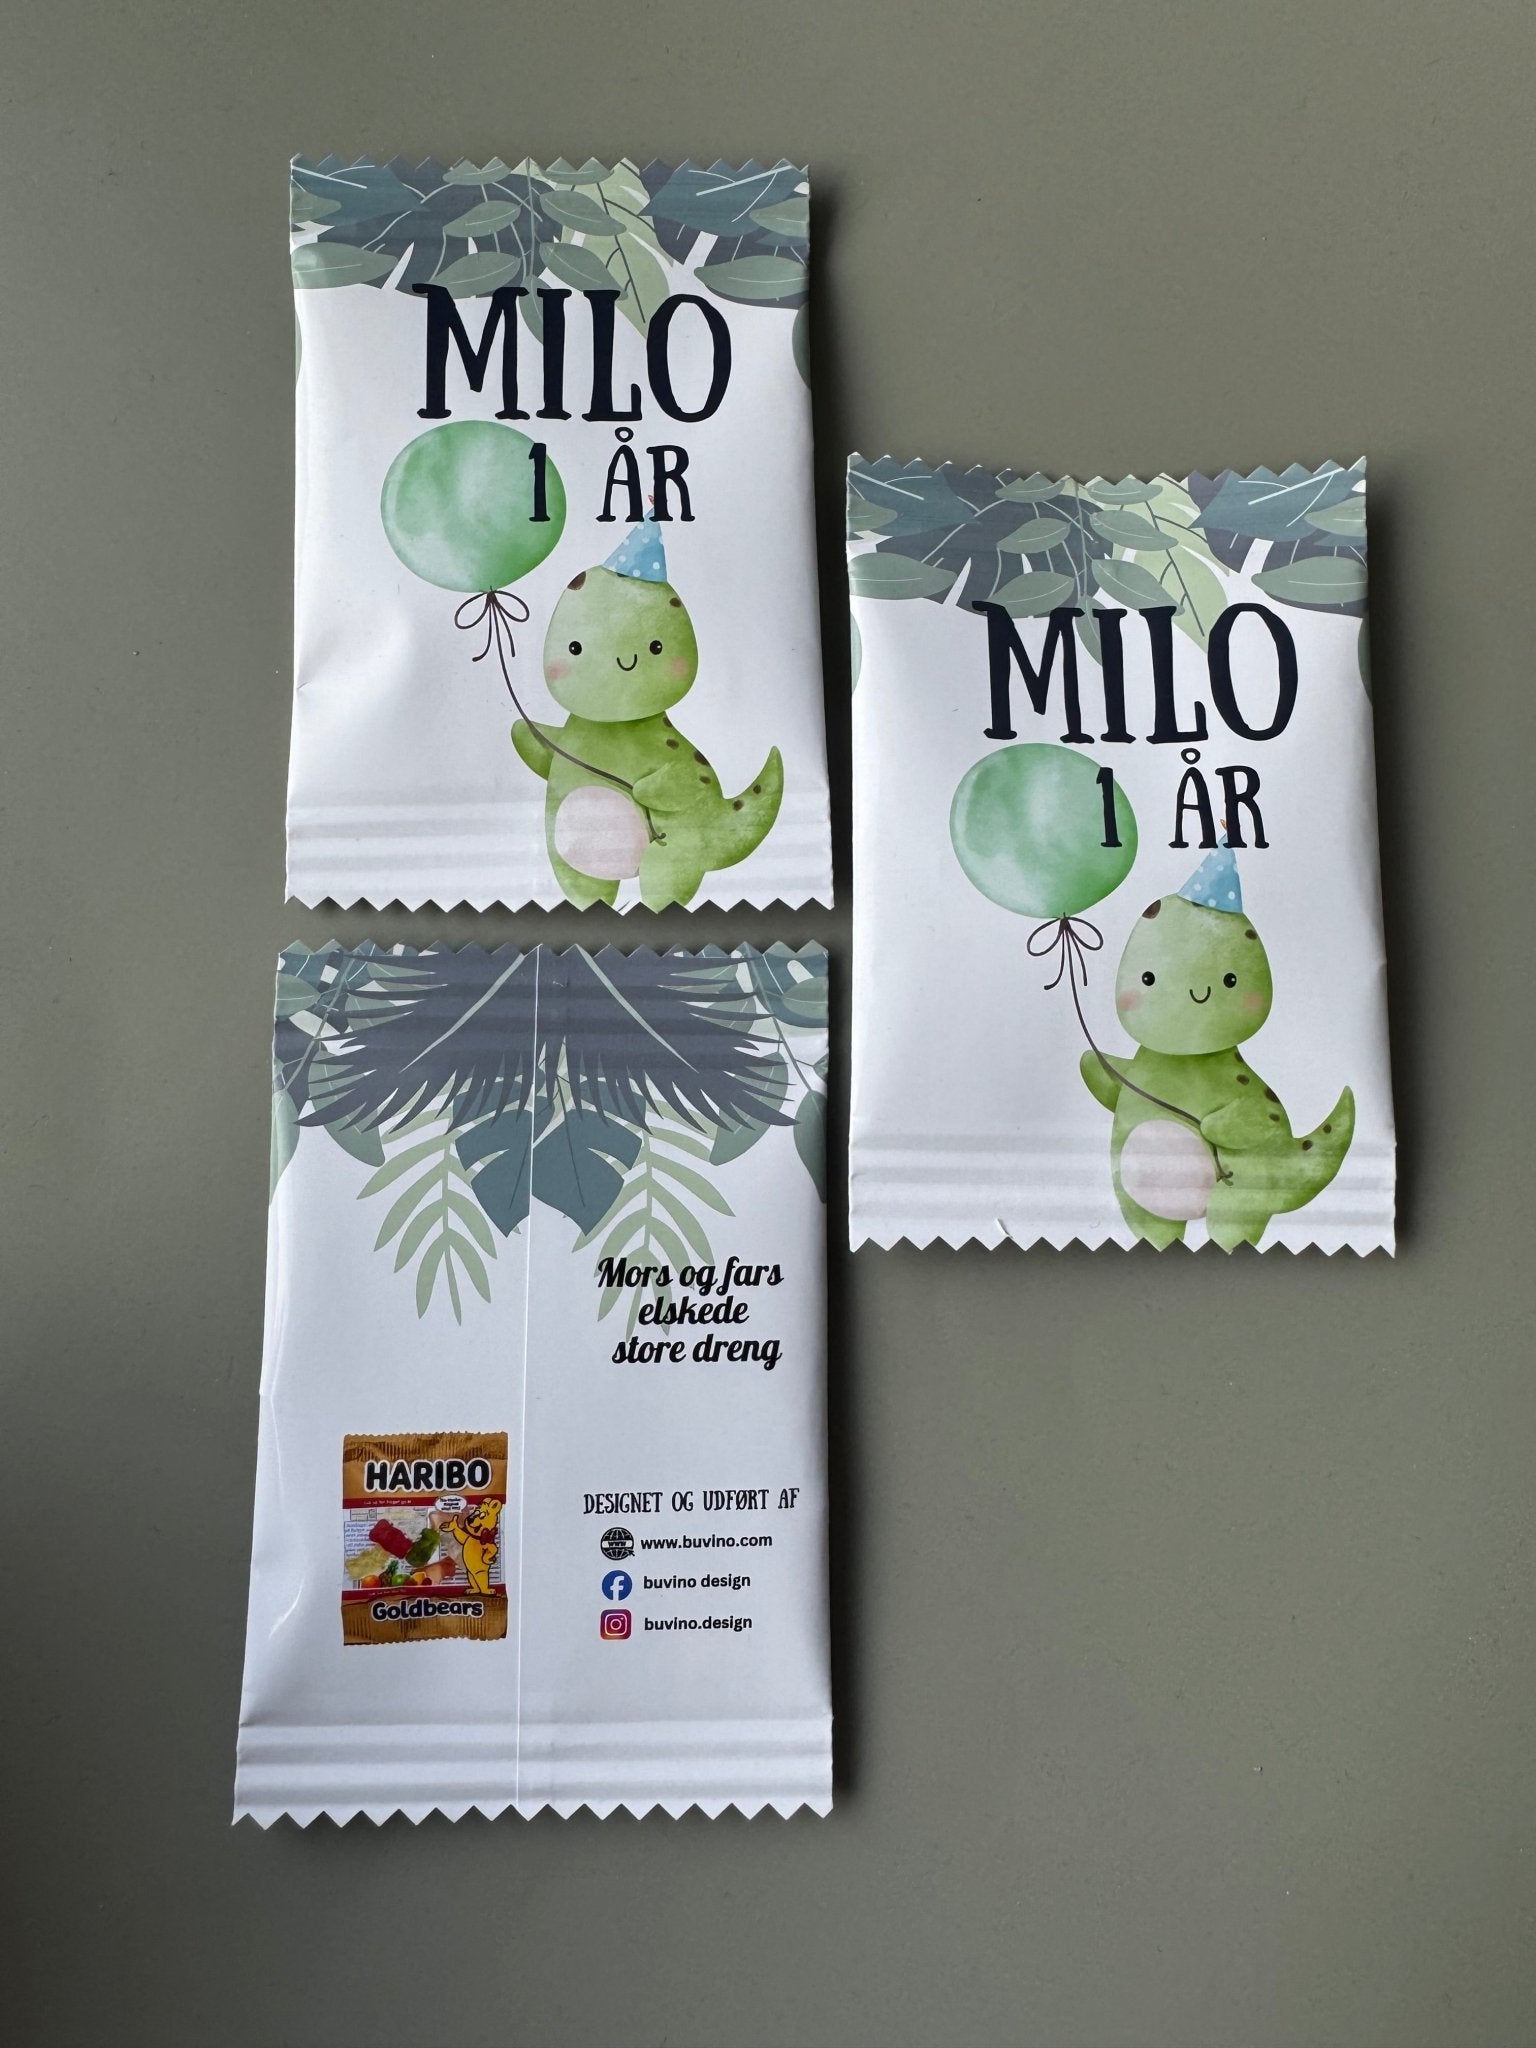 MILO
1 ÅR
MILO
1 ÅR
Mors og fars
elskede
store dreng
HARIBO
Goldbears
DESIGNET OG UDFØRT AF
www.buvino.com
buvino design
buvino.design